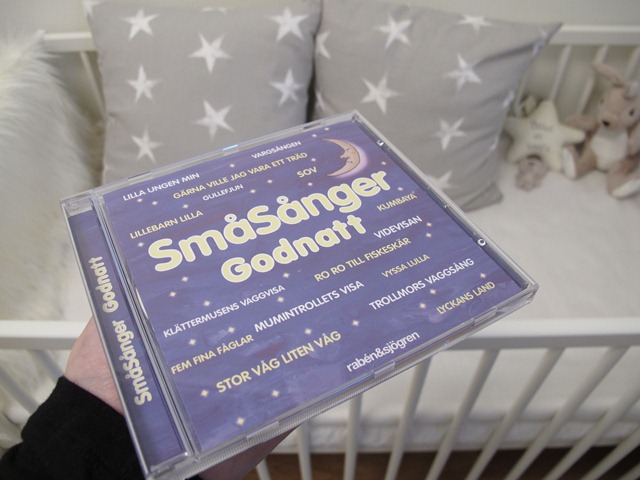 LILLA UNGEN MIN
VARGSÅNGEN
GÄRNA VILLE JAG VARA ETT TRÄD
GULLEFJUN
SOV
LILLEBARN LILLA
KUMBAYA
SmåSånger
Godnatt
VIDEVISAN
RO RO TILL FISKESKÄR
VYSSA LULLA
KLÄTTERMUSENS VAGGVISA
MUMINTROLLETS VISA
TROLLMORS VAGGSÅNG
FEM FINA FÅGLAR
LYCKANS LAND
STOR VÅG LITEN VÅG
rabén&sjögren
SmåSånger Godnatt